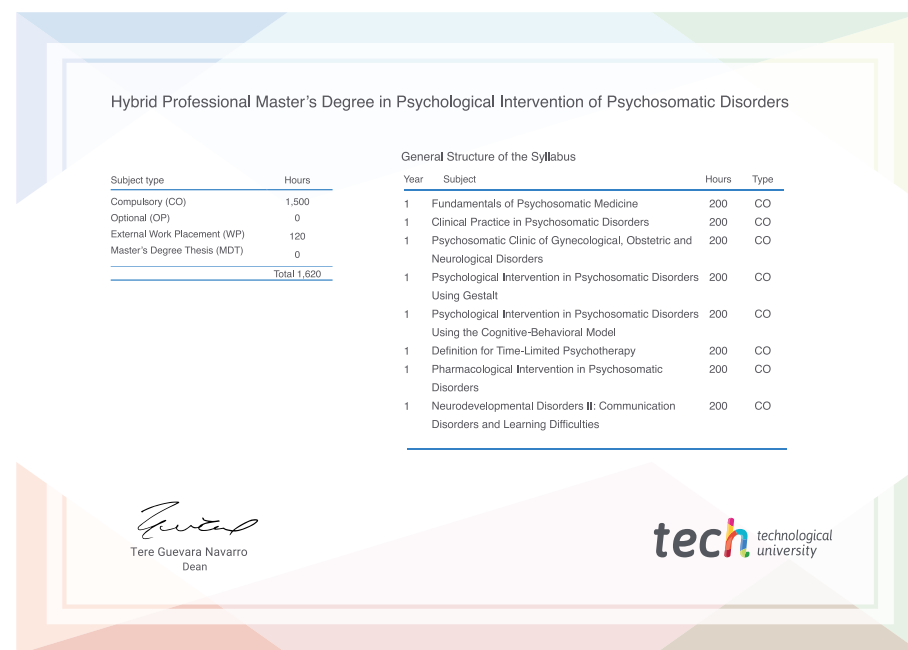 Hybrid Professional Master's Degree in Psychological Intervention of Psychosomatic Disorders
Subject type Hours
Compulsory (CO) 1,500
Optional (OP) 0
External Work Placement (WP) 120
Master's Degree Thesis (MDT) 0
Total 1,620
General Structure of the Syllabus
Year Subject Hours Type
1 Fundamentals of Psychosomatic Medicine 200 CO
1 Clinical Practice in Psychosomatic Disorders 200 CO
1 Psychosomatic Clinic of Gynecological, Obstetric and 200 CO
Neurological Disorders
1 Psychological Intervention in Psychosomatic Disorders 200 CO
Using Gestalt
1 Psychological Intervention in Psychosomatic Disorders 200 CO
Using the Cognitive-Behavioral Model
1 Definition for Time-Limited Psychotherapy 200 CO
1 Pharmacological Intervention in Psychosomatic 200 CO
Disorders
1 Neurodevelopmental Disorders II: Communication 200 CO
Disorders and Learning Difficulties
Tere Guevara Navarro
Dean
tech technological
university